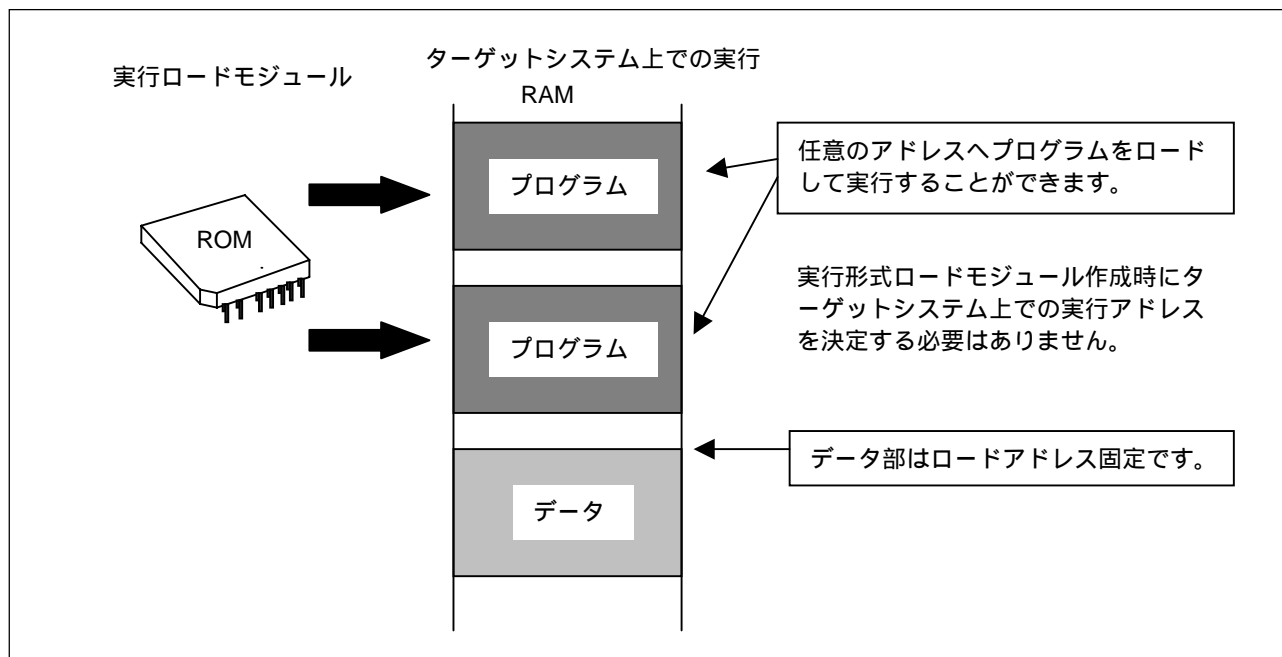 実行ロードモジュール
ターゲットシステム上での実行
RAM
ROM
プログラム
プログラム
データ
任意のアドレスへプログラムをロード
して実行することができます。
実行形式ロードモジュール作成時にタ
ーゲットシステム上での実行アドレス
を決定する必要はありません。
データ部はロードアドレス固定です。